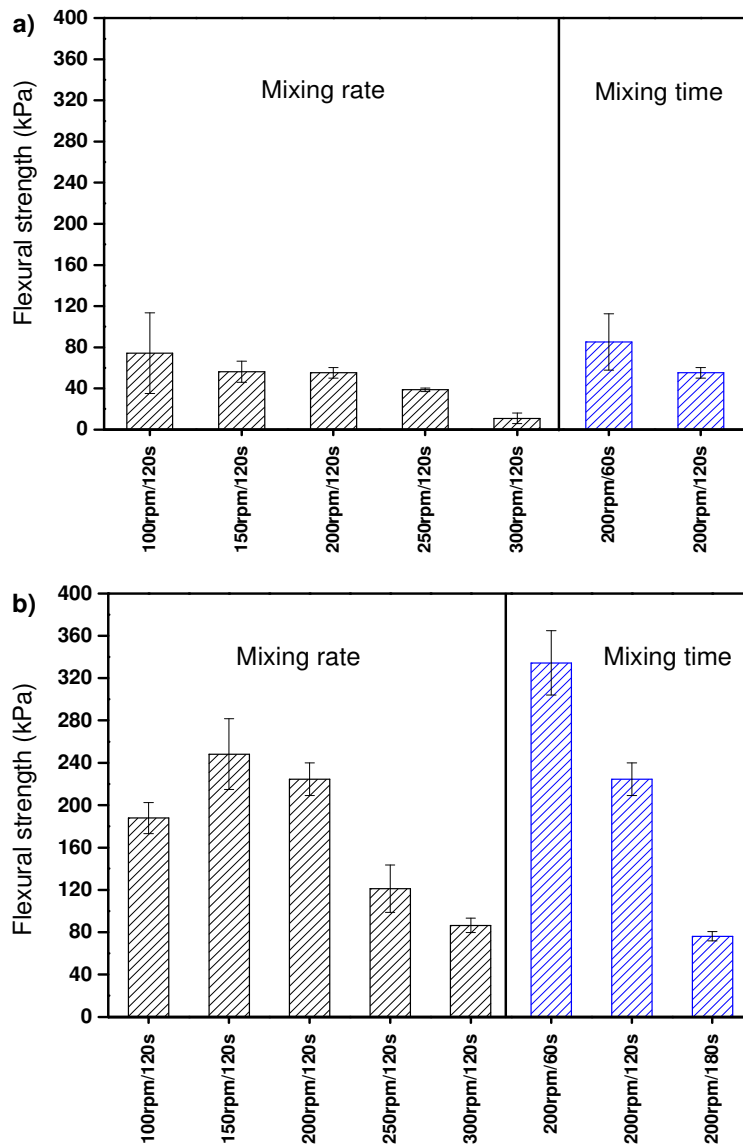 a)
400
360
320
280
240
200
160
120
80
40
0
Flexural strength (kPa)
Mixing rate
Mixing time
100rpm/120s
150rpm/120s
200rpm/120s
250rpm/120s
300rpm/120s
200rpm/60s
200rpm/120s
b)
400
360
320
280
240
200
160
120
80
40
0
Flexural strength (kPa)
Mixing rate
Mixing time
100rpm/120s
150rpm/120s
200rpm/120s
250rpm/120s
300rpm/120s
200rpm/60s
200rpm/120s
200rpm/180s